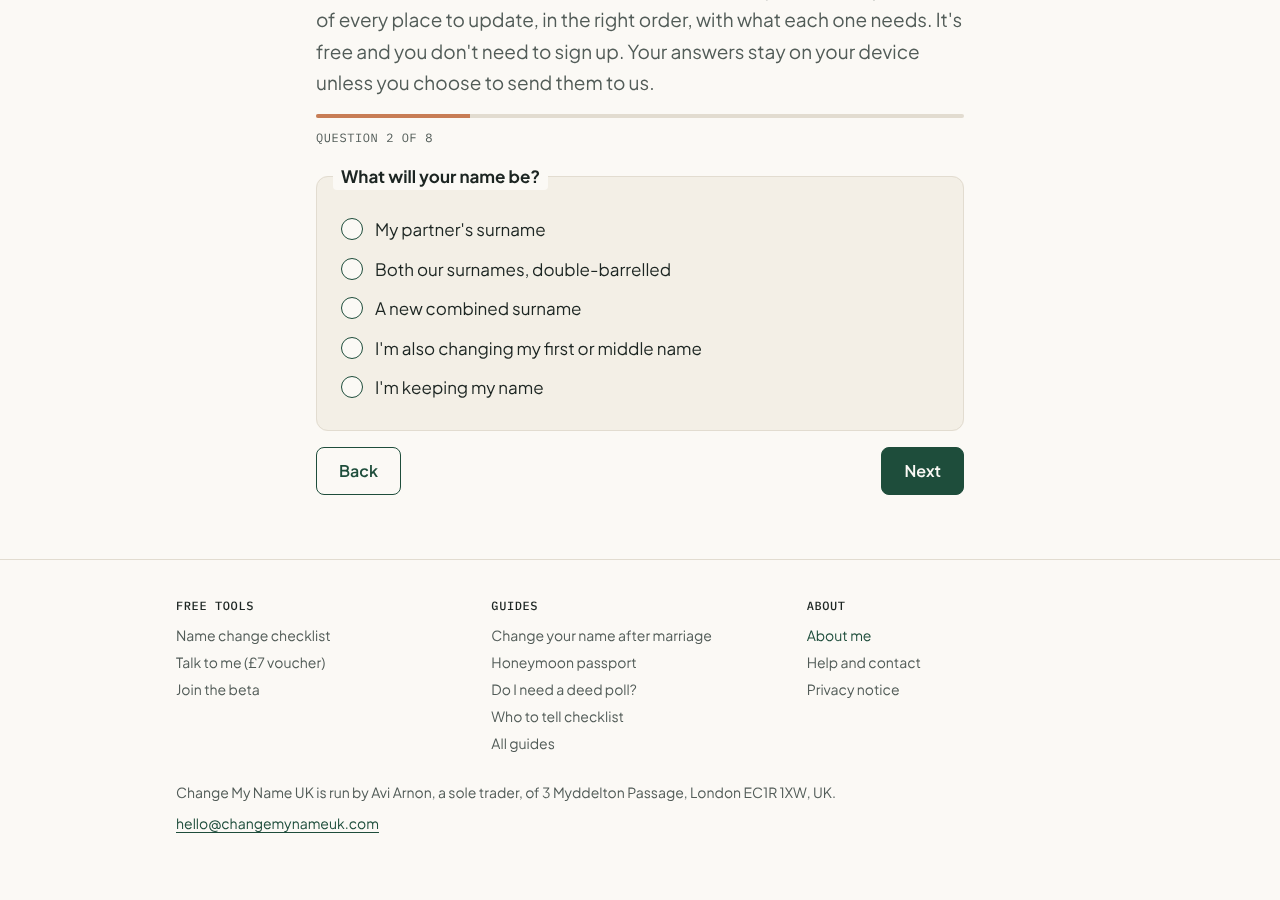 of every place to update, in the right order, with what each one needs. It's
free and you don't need to sign up. Your answers stay on your device
unless you choose to send them to us.
QUESTION 2 OF 8
What will your name be?
My partner's surname
Both our surnames, double-barrelled
A new combined surname
I'm also changing my first or middle name
I'm keeping my name
Back
Next
FREE TOOLS
Name change checklist
Talk to me (£7 voucher)
Join the beta
GUIDES
Change your name after marriage
Honeymoon passport
Do I need a deed poll?
Who to tell checklist
All guides
ABOUT
About me
Help and contact
Privacy notice
Change My Name UK is run by Avi Arnon, a sole trader, of 3 Myddelton Passage, London EC1R 1XW, UK.
hello@changemynameuk.com